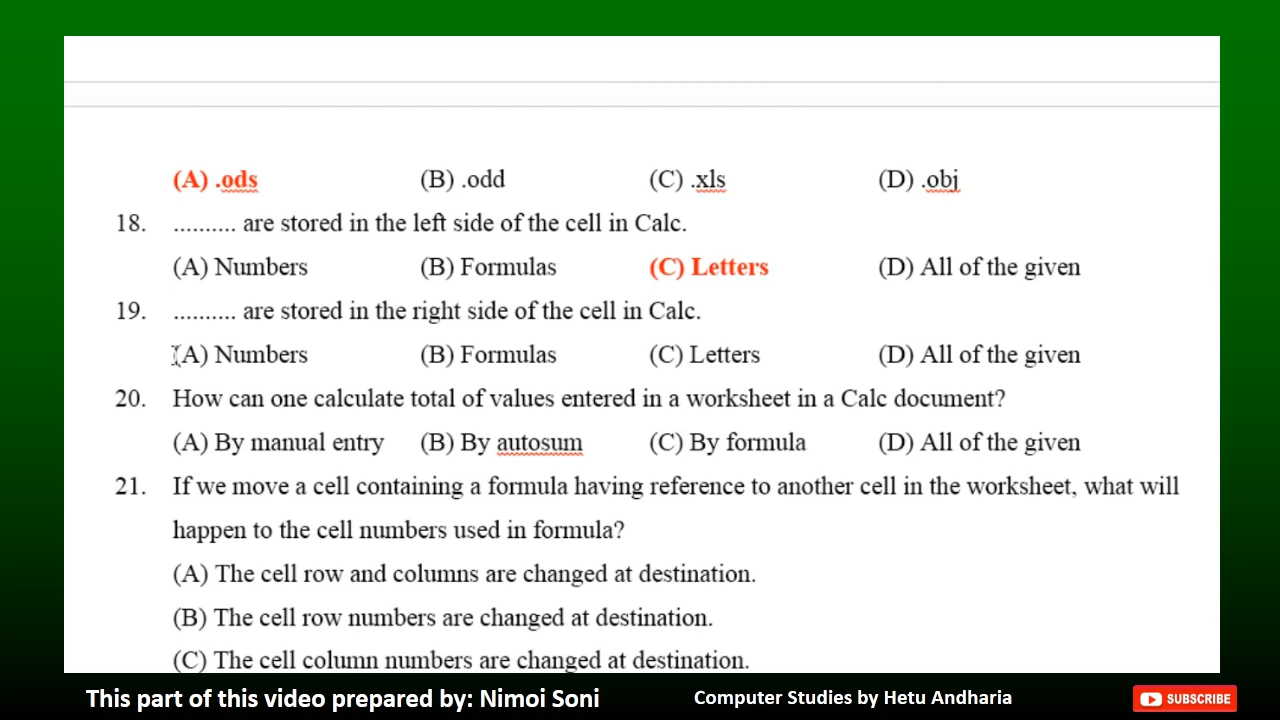 (A) .ods (B) .odd (C) .xls (D) .obj
18. .......... are stored in the left side of the cell in Calc.
(A) Numbers (B) Formulas (C) Letters (D) All of the given
19. .......... are stored in the right side of the cell in Calc.
(A) Numbers (B) Formulas (C) Letters (D) All of the given
20. How can one calculate total of values entered in a worksheet in a Calc document?
(A) By manual entry (B) By autosum (C) By formula (D) All of the given
21. If we move a cell containing a formula having reference to another cell in the worksheet, what will
happen to the cell numbers used in formula?
(A) The cell row and columns are changed at destination.
(B) The cell row numbers are changed at destination.
(C) The cell column numbers are changed at destination.
This part of this video prepared by: Nimoi Soni Computer Studies by Hetu Andharia SUBSCRIBE